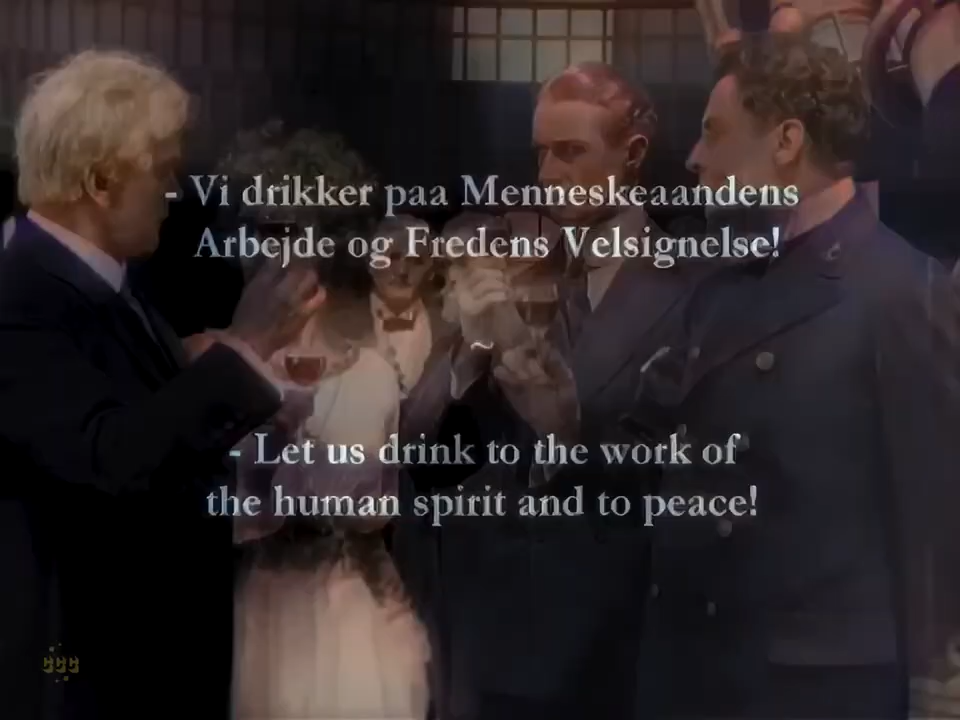 - Vi drikker paa Menneskeaandens
Arbejde og Fredens Velsignelse!
- Let us drink to the work of
the human spirit and to peace!
CCC